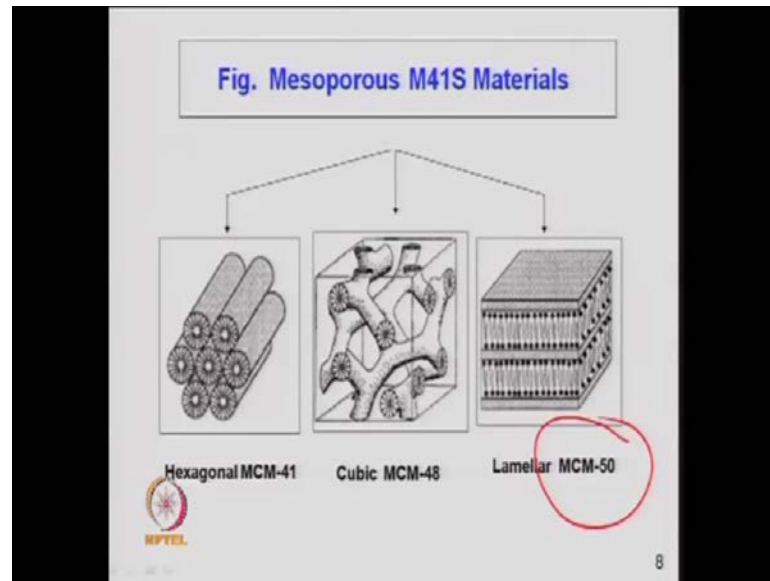 Fig. Mesoporous M41S Materials
Hexagonal MCM-41
Cubic MCM-48
Lamellar MCM-50
NPTEL
8